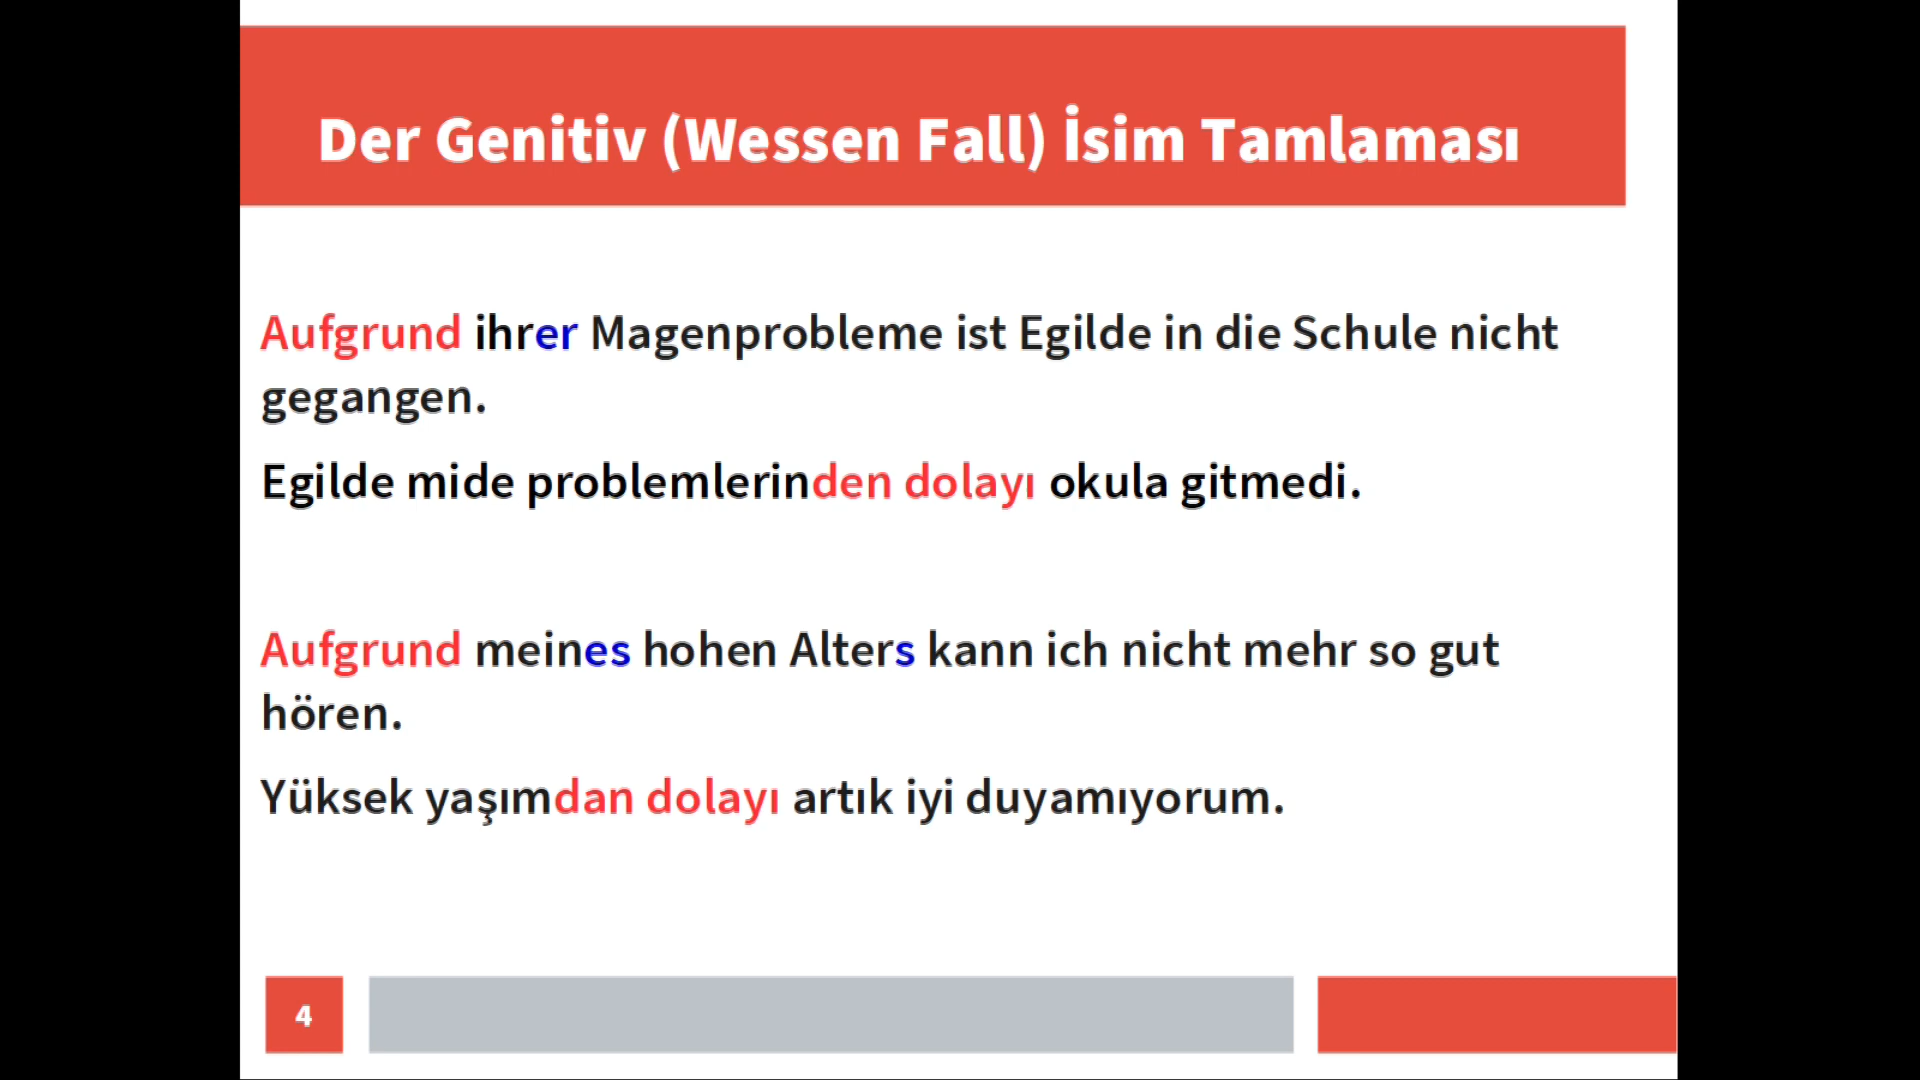 Der Genitiv (Wessen Fall) İsim Tamlaması
Aufgrund ihrer Magenprobleme ist Egilde in die Schule nicht
gegangen.
Egilde mide problemlerinden dolayı okula gitmedi.
Aufgrund meines hohen Alters kann ich nicht mehr so gut
hören.
Yüksek yaşımdan dolayı artık iyi duyamıyorum.
4